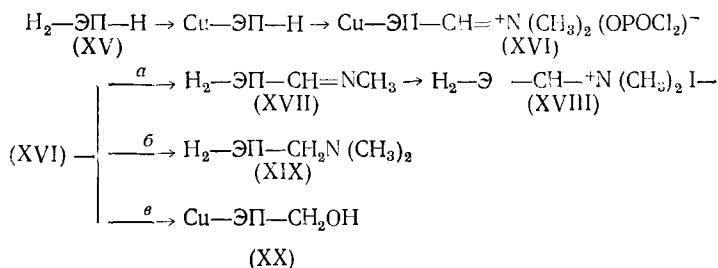 H₂—ЭП—H → Cu—ЭП—H → Cu—ЭП—CH=⁺N(CH₃)₂(OPOCl₂)⁻
(XV) (XVI)
a → H₂—ЭП—CH=NCH₃ → H₂—Э —CH—⁺N(CH₃)₂I—
(XVII) (XVIII)
(XVI) — б → H₂—ЭП—CH₂N(CH₃)₂
(XIX)
в → Cu—ЭП—CH₂OH
(XX)